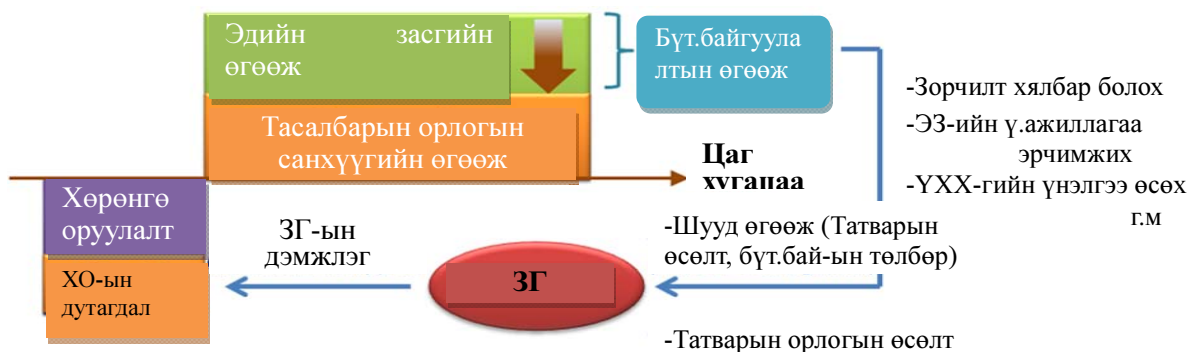 Эдийн засгийн
өгөөж
Бүт.байгуула
лтын өгөөж
-Зорчилт хялбар болох
-ЭЗ-ийн ү.ажиллагаа
эрчимжих
-ҮХХ-гийн үнэлгээ өсөх
г.м
Тасалбарын орлогын
санхүүгийн өгөөж
Цаг
хугацаа
Хөрөнгө
оруулалт
ЗГ-ын
дэмжлэг
-Шууд өгөөж (Татварын
өсөлт, бүт.бай-ын төлбөр)
ЗГ
ХО-ын
дутагдал
-Татварын орлогын өсөлт